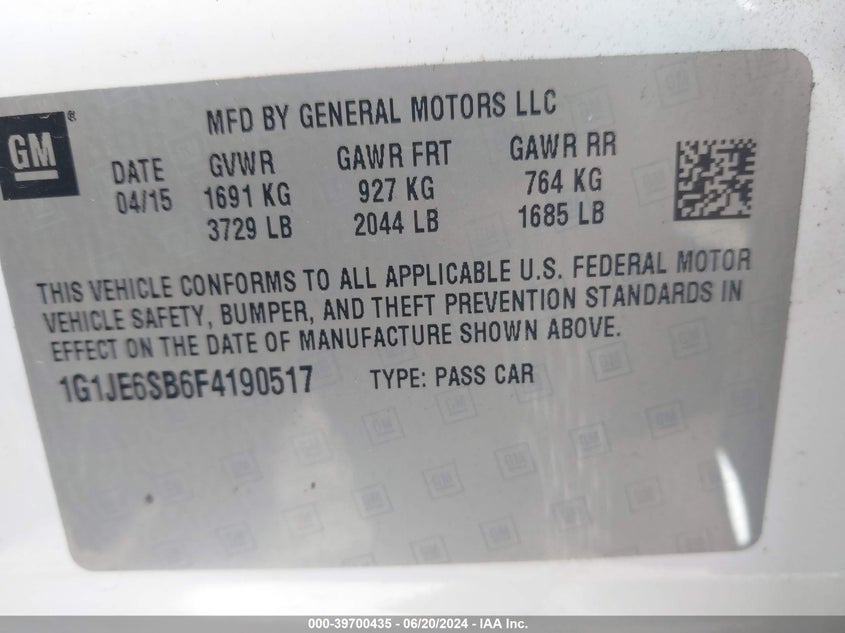 GM®
MFD BY GENERAL MOTORS LLC
DATE GVWR GAWR FRT GAWR RR
04/15 1691 KG 927 KG 764 KG
3729 LB 2044 LB 1685 LB
THIS VEHICLE CONFORMS TO ALL APPLICABLE U.S. FEDERAL MOTOR
VEHICLE SAFETY, BUMPER, AND THEFT PREVENTION STANDARDS IN
EFFECT ON THE DATE OF MANUFACTURE SHOWN ABOVE.
1G1JE6SB6F4190517 TYPE: PASS CAR
000-39700435 - 06/20/2024 - IAA Inc.